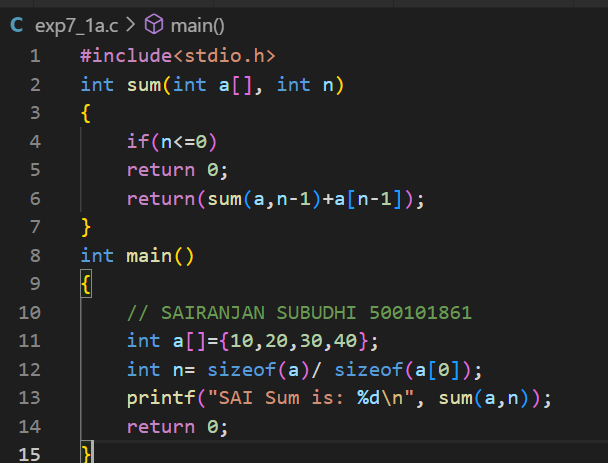 C exp7_1a.c > main()
1 #include<stdio.h>
2 int sum(int a[], int n)
3 {
4 if(n<=0)
5 return 0;
6 return(sum(a,n-1)+a[n-1]);
7 }
8 int main()
9 {
10 // SAIRANJAN SUBUDHI 500101861
11 int a[]={10,20,30,40};
12 int n= sizeof(a)/ sizeof(a[0]);
13 printf("SAI Sum is: %d\n", sum(a,n));
14 return 0;
15 }